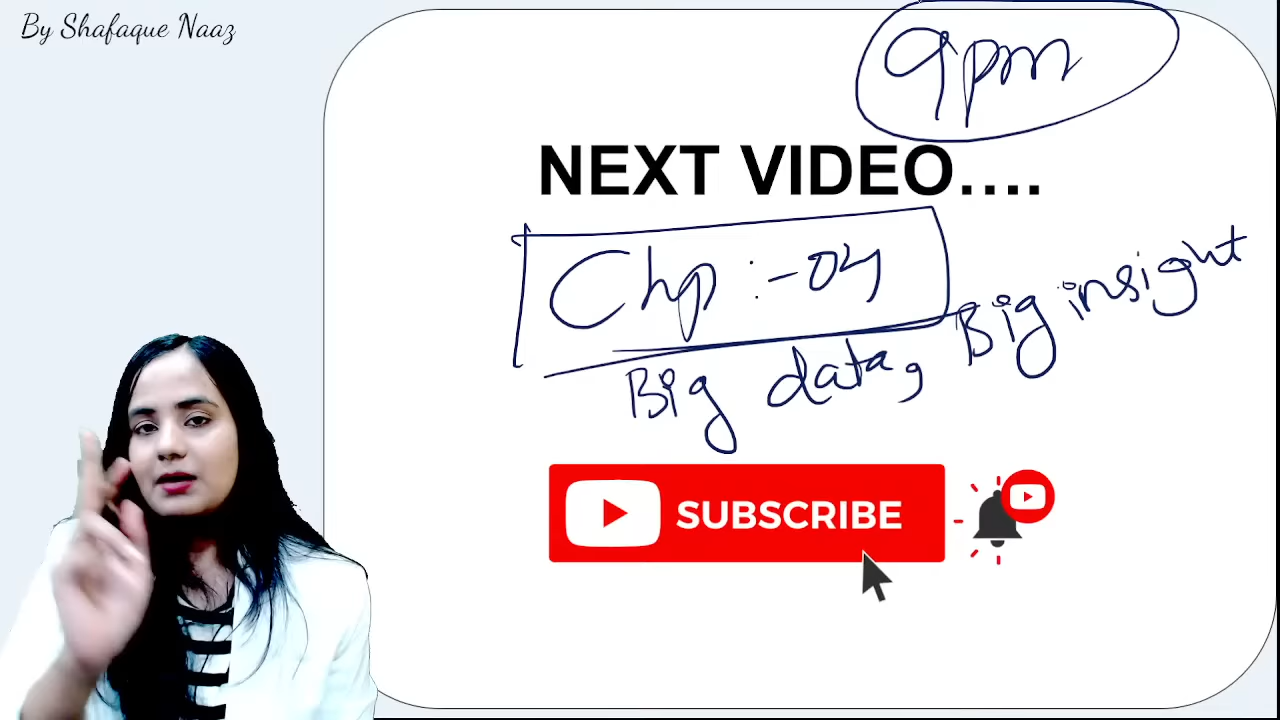 By Shafaque Naaz
9pm
NEXT VIDEO....
Chp :- 04
Big data, Big insight
SUBSCRIBE